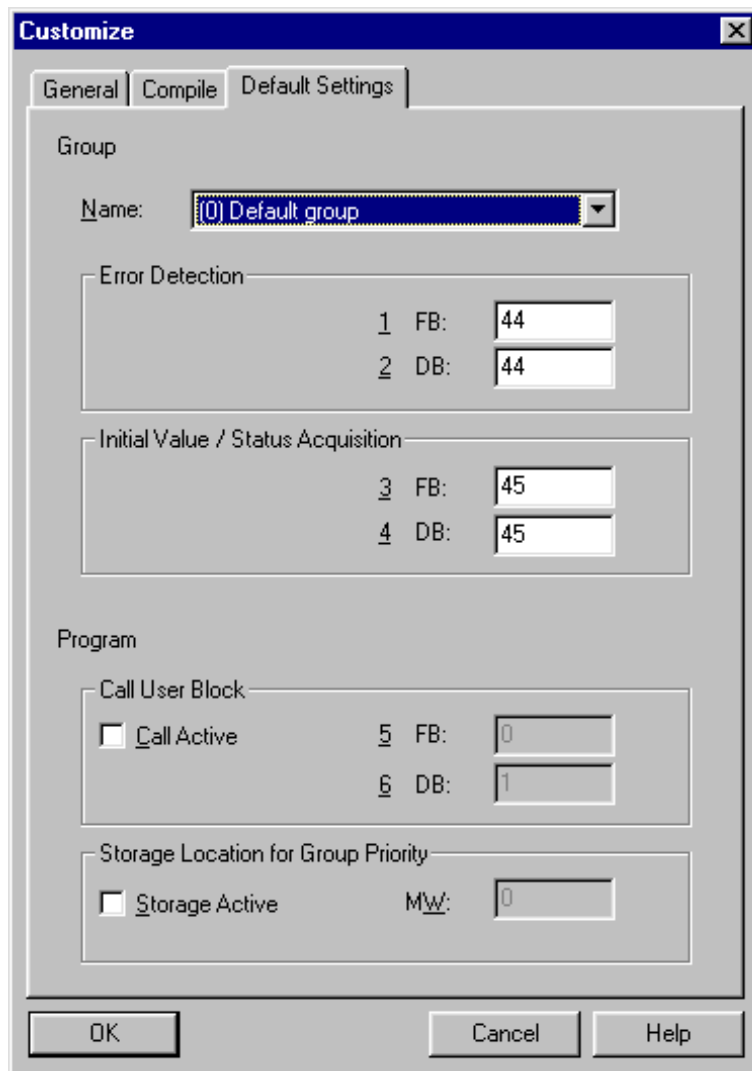 Customize
General Compile Default Settings
Group
Name: (0) Default group
Error Detection
1 FB: 44
2 DB: 44
Initial Value / Status Acquisition
3 FB: 45
4 DB: 45
Program
Call User Block
Call Active 5 FB: 0
6 DB: 1
Storage Location for Group Priority
Storage Active MW: 0
OK Cancel Help